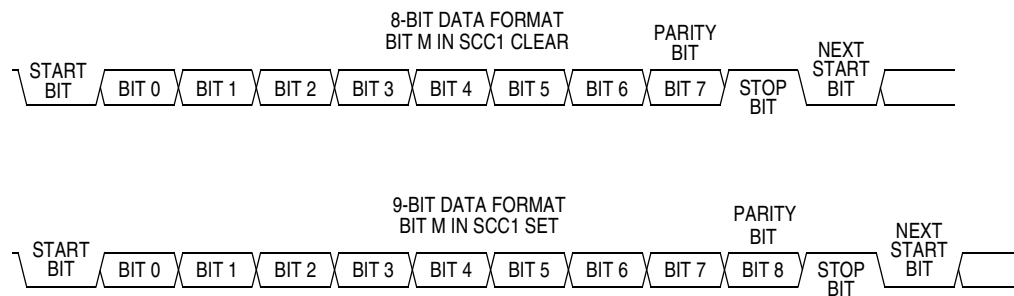 8-BIT DATA FORMAT
BIT M IN SCC1 CLEAR
PARITY
BIT
START
BIT
BIT 0
BIT 1
BIT 2
BIT 3
BIT 4
BIT 5
BIT 6
BIT 7
STOP
BIT
NEXT
START
BIT
9-BIT DATA FORMAT
BIT M IN SCC1 SET
PARITY
BIT
START
BIT
BIT 0
BIT 1
BIT 2
BIT 3
BIT 4
BIT 5
BIT 6
BIT 7
BIT 8
STOP
BIT
NEXT
START
BIT